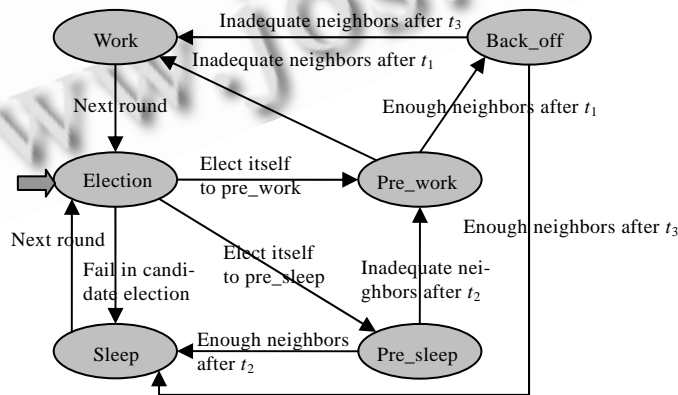 Inadequate neighbors after t3
Work
Back_off
Inadequate neighbors after t1
Next round
Enough neighbors after t1
Elect itself
to pre_work
Election
Pre_work
Next round
Elect itself
to pre_sleep
Enough neighbors after t3
Fail in candi-
date election
Inadequate nei-
ghbors after t2
Sleep
Enough neighbors
after t2
Pre_sleep